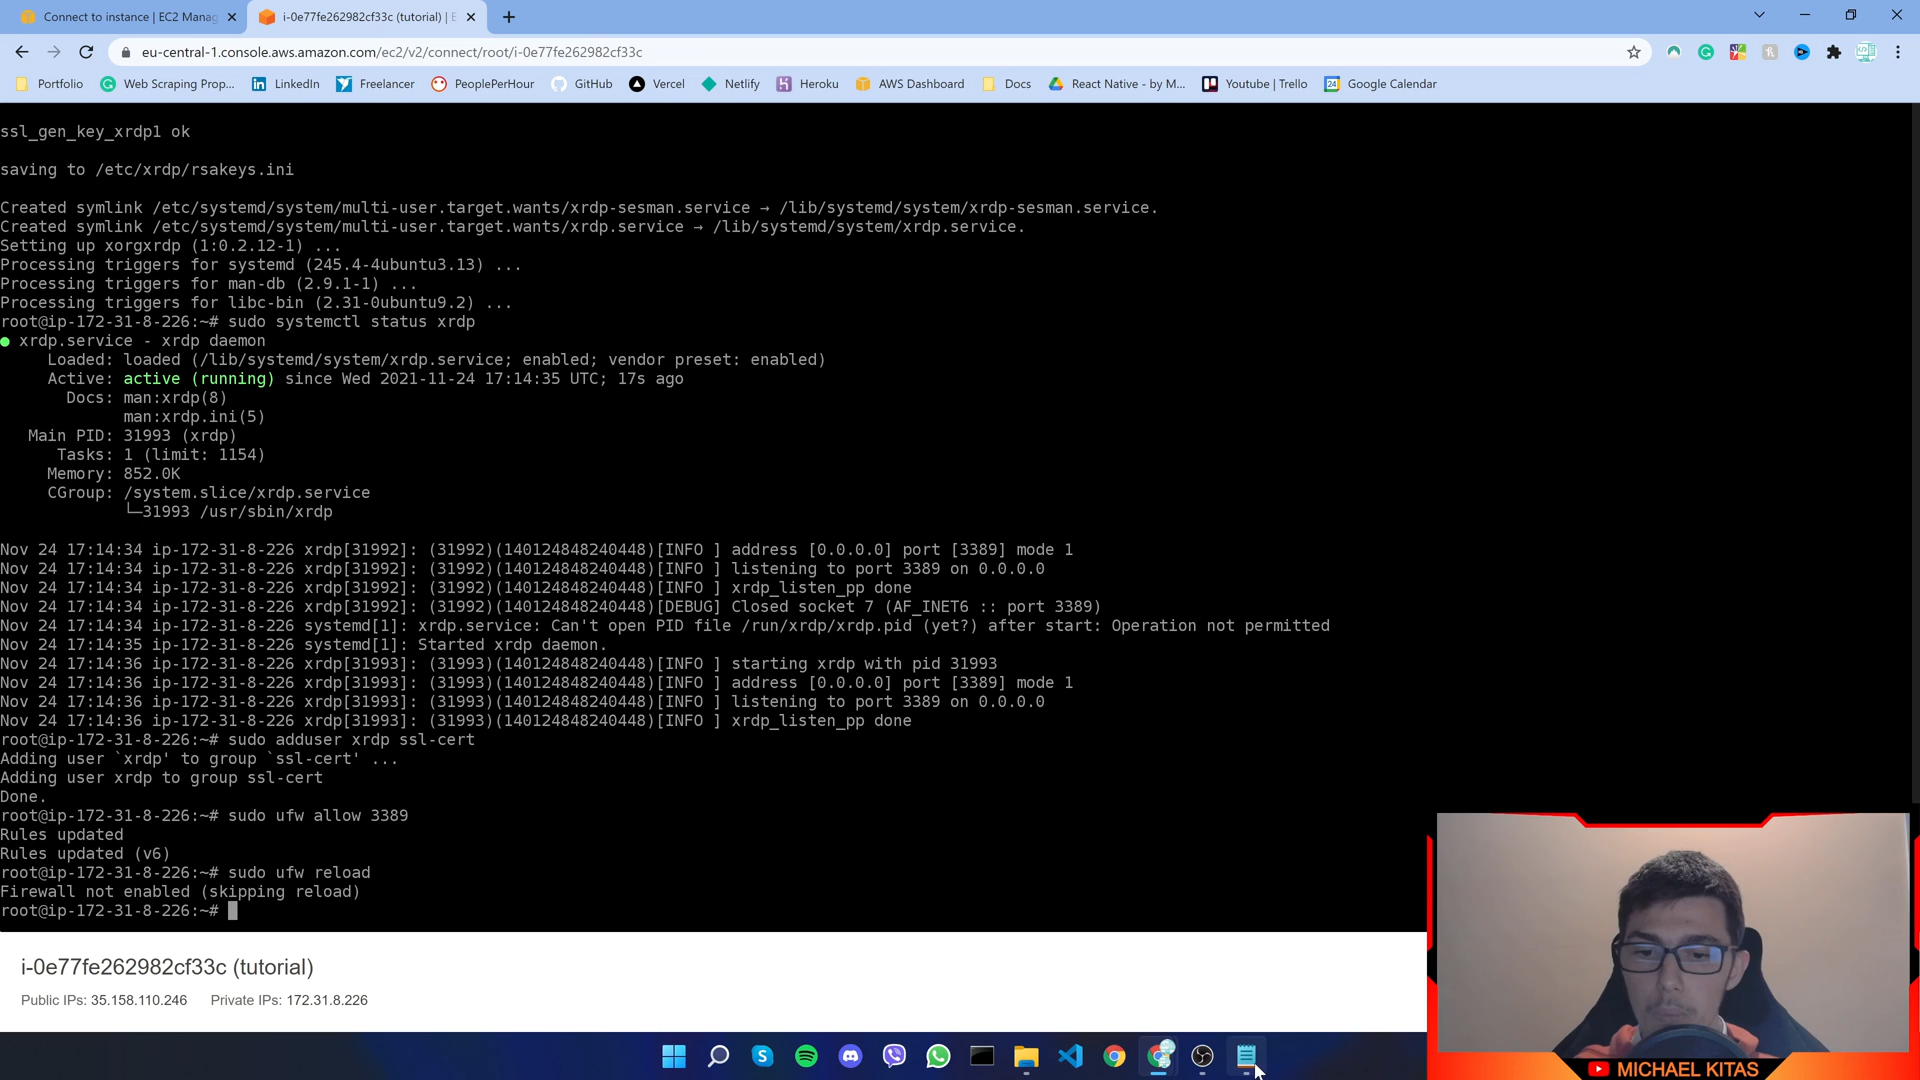 Connect to instance | EC2 Manag
i-0e77fe262982cf33c (tutorial) | E
eu-central-1.console.aws.amazon.com/ec2/v2/connect/root/i-0e77fe262982cf33c
Portfolio
Web Scraping Prop...
LinkedIn
Freelancer
PeoplePerHour
GitHub
Vercel
Netlify
Heroku
AWS Dashboard
Docs
React Native - by M...
Youtube | Trello
Google Calendar
ssl_gen_key_xrdp1 ok
saving to /etc/xrdp/rsakeys.ini
Created symlink /etc/systemd/system/multi-user.target.wants/xrdp-sesman.service → /lib/systemd/system/xrdp-sesman.service.
Created symlink /etc/systemd/system/multi-user.target.wants/xrdp.service → /lib/systemd/system/xrdp.service.
Setting up xorgxrdp (1:0.2.12-1) ...
Processing triggers for systemd (245.4-4ubuntu3.13) ...
Processing triggers for man-db (2.9.1-1) ...
Processing triggers for libc-bin (2.31-0ubuntu9.2) ...
root@ip-172-31-8-226:~# sudo systemctl status xrdp
● xrdp.service - xrdp daemon
Loaded: loaded (/lib/systemd/system/xrdp.service; enabled; vendor preset: enabled)
Active: active (running) since Wed 2021-11-24 17:14:35 UTC; 17s ago
Docs: man:xrdp(8)
man:xrdp.ini(5)
Main PID: 31993 (xrdp)
Tasks: 1 (limit: 1154)
Memory: 852.0K
CGroup: /system.slice/xrdp.service
└─31993 /usr/sbin/xrdp
Nov 24 17:14:34 ip-172-31-8-226 xrdp[31992]: (31992)(140124848240448)[INFO ] address [0.0.0.0] port [3389] mode 1
Nov 24 17:14:34 ip-172-31-8-226 xrdp[31992]: (31992)(140124848240448)[INFO ] listening to port 3389 on 0.0.0.0
Nov 24 17:14:34 ip-172-31-8-226 xrdp[31992]: (31992)(140124848240448)[INFO ] xrdp_listen_pp done
Nov 24 17:14:34 ip-172-31-8-226 xrdp[31992]: (31992)(140124848240448)[DEBUG] Closed socket 7 (AF_INET6 :: port 3389)
Nov 24 17:14:34 ip-172-31-8-226 systemd[1]: xrdp.service: Can't open PID file /run/xrdp/xrdp.pid (yet?) after start: Operation not permitted
Nov 24 17:14:35 ip-172-31-8-226 systemd[1]: Started xrdp daemon.
Nov 24 17:14:36 ip-172-31-8-226 xrdp[31993]: (31993)(140124848240448)[INFO ] starting xrdp with pid 31993
Nov 24 17:14:36 ip-172-31-8-226 xrdp[31993]: (31993)(140124848240448)[INFO ] address [0.0.0.0] port [3389] mode 1
Nov 24 17:14:36 ip-172-31-8-226 xrdp[31993]: (31993)(140124848240448)[INFO ] listening to port 3389 on 0.0.0.0
Nov 24 17:14:36 ip-172-31-8-226 xrdp[31993]: (31993)(140124848240448)[INFO ] xrdp_listen_pp done
root@ip-172-31-8-226:~# sudo adduser xrdp ssl-cert
Adding user `xrdp' to group `ssl-cert' ...
Adding user xrdp to group ssl-cert
Done.
root@ip-172-31-8-226:~# sudo ufw allow 3389
Rules updated
Rules updated (v6)
root@ip-172-31-8-226:~# sudo ufw reload
Firewall not enabled (skipping reload)
root@ip-172-31-8-226:~#
i-0e77fe262982cf33c (tutorial)
Public IPs: 35.158.110.246 Private IPs: 172.31.8.226
MICHAEL KITAS